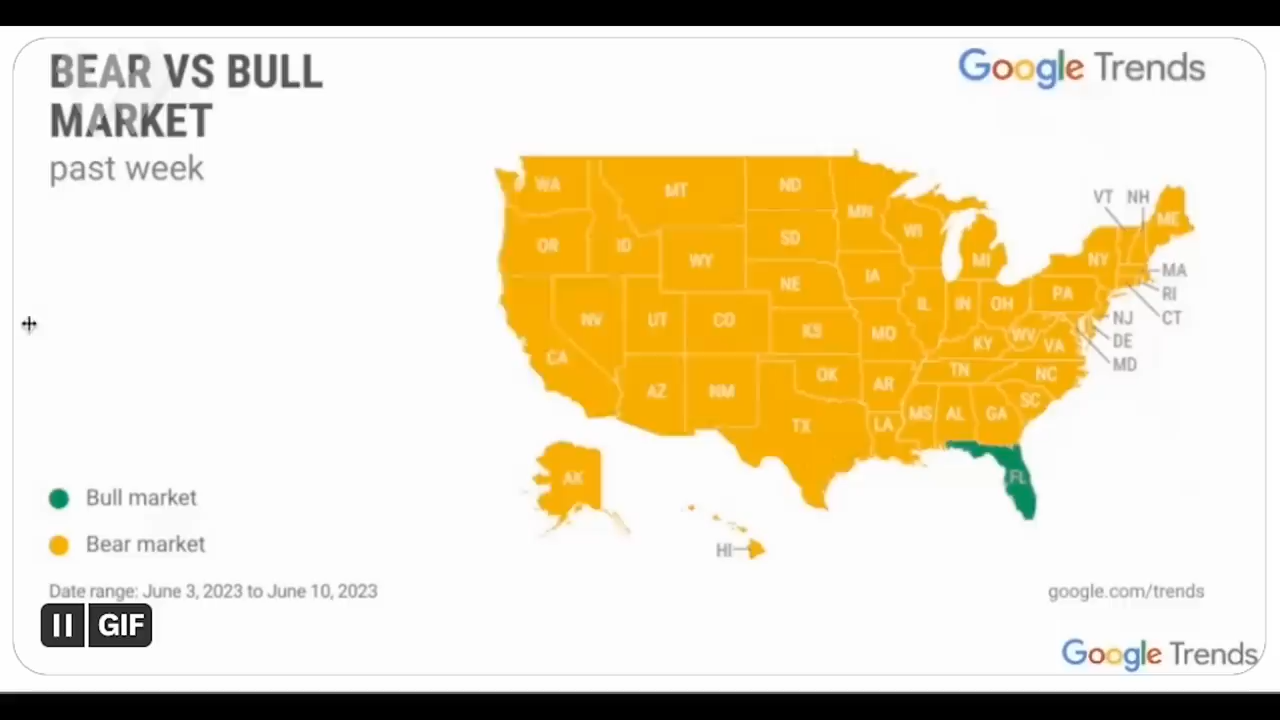 BEAR VS BULL
MARKET
past week
Google Trends
WA
MT
ND
MN
VT NH
ME
OR
ID
SD
WI
WY
MI
NY
MA
NE
IA
RI
PA
NV
UT
CO
IL
IN
OH
NJ
CT
KS
MO
WV
VA
DE
CA
KY
MD
AZ
NM
OK
AR
TN
NC
SC
TX
LA
MS
AL
GA
FL
AK
HI
Bull market
Bear market
Date range: June 3, 2023 to June 10, 2023
google.com/trends
GIF
Google Trends